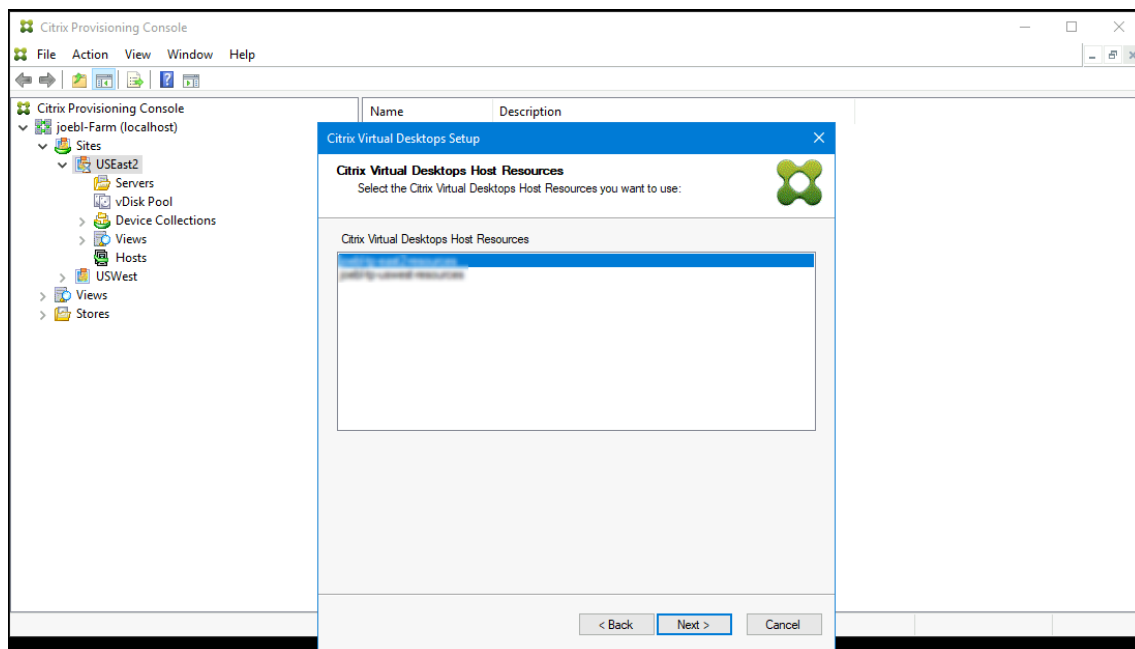 Citrix Provisioning Console
File Action View Window Help
Citrix Provisioning Console
joebl-Farm (localhost)
Sites
USEast2
Servers
vDisk Pool
Device Collections
Views
Hosts
USWest
Views
Stores
Name Description
Citrix Virtual Desktops Setup
Citrix Virtual Desktops Host Resources
Select the Citrix Virtual Desktops Host Resources you want to use:
Citrix Virtual Desktops Host Resources
< Back Next > Cancel